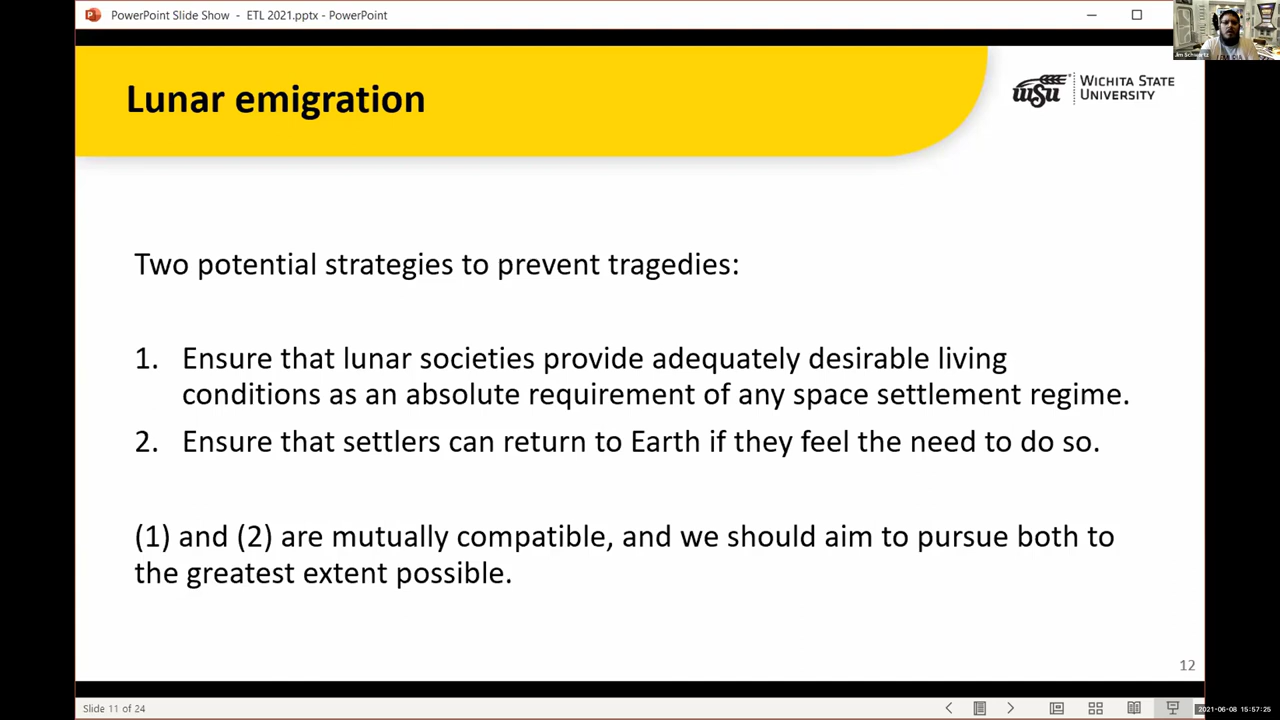 PowerPoint Slide Show - ETL 2021.pptx - PowerPoint
Jim Schwartz
Lunar emigration
wsu
WICHITA STATE
UNIVERSITY
Two potential strategies to prevent tragedies:
1. Ensure that lunar societies provide adequately desirable living
conditions as an absolute requirement of any space settlement regime.
2. Ensure that settlers can return to Earth if they feel the need to do so.
(1) and (2) are mutually compatible, and we should aim to pursue both to
the greatest extent possible.
12
Slide 11 of 24
2021-06-08 15:57:25